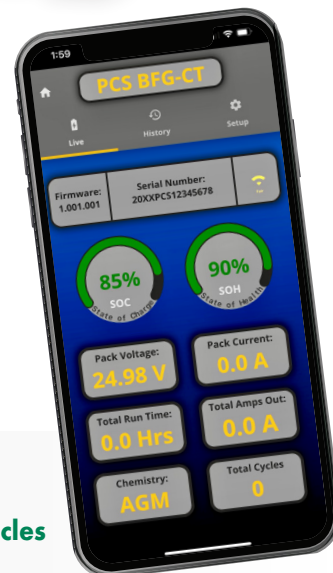 1:59
PCS BFG-CT
Live
History
Setup
Firmware:
1.001.001
Serial Number:
20XXPCS12345678
85%
SOC
State of Charge
90%
SOH
State of Health
Pack Voltage:
24.98 V
Pack Current:
0.0 A
Total Run Time:
0.0 Hrs
Total Amps Out:
0.0 A
Chemistry:
AGM
Total Cycles
0
cles